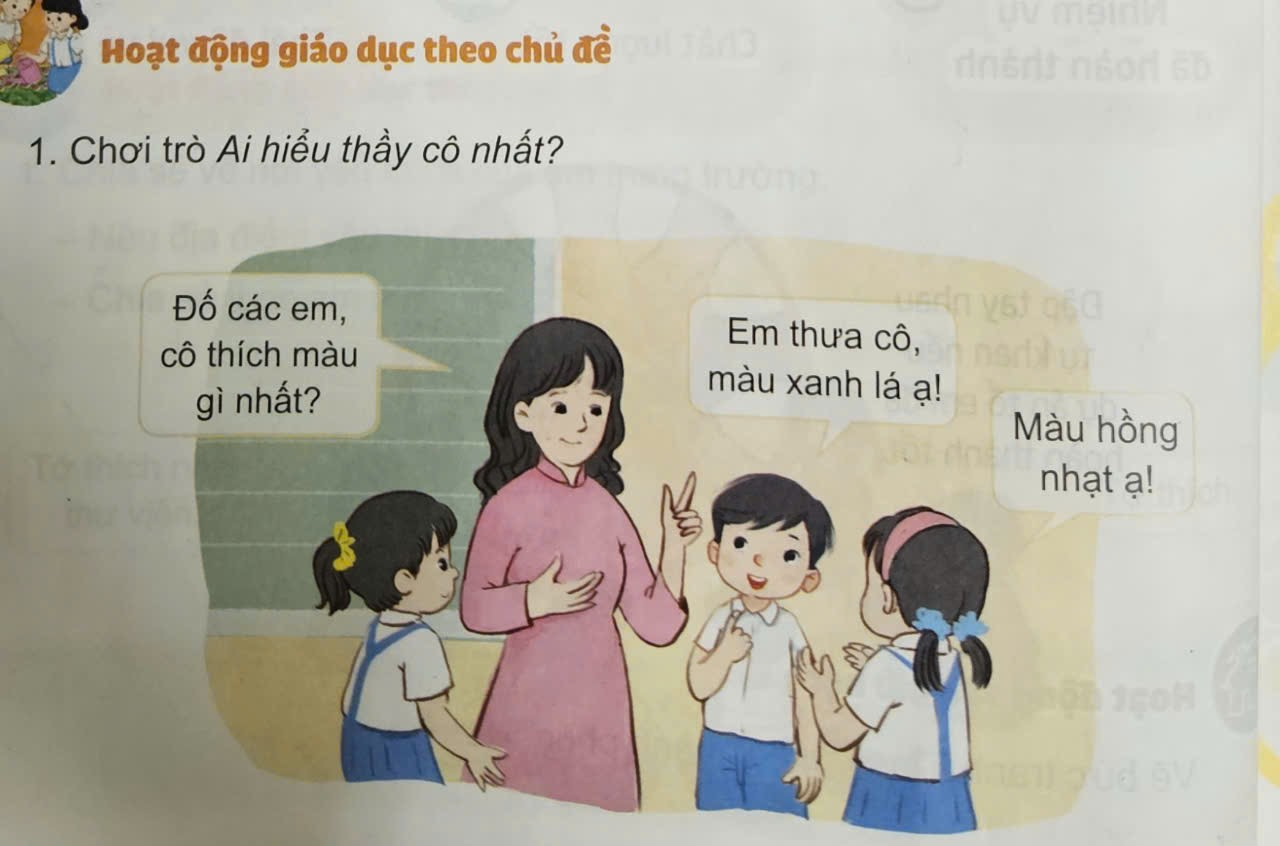 Hoạt động giáo dục theo chủ đề
1. Chơi trò Ai hiểu thầy cô nhất?
Đố các em,
cô thích màu
gì nhất?
Em thưa cô,
màu xanh lá ạ!
Màu hồng
nhạt ạ!